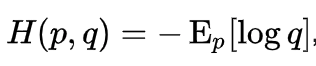 H(p, q) = − E_p[log q],